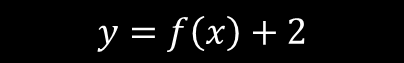 y = f(x) + 2